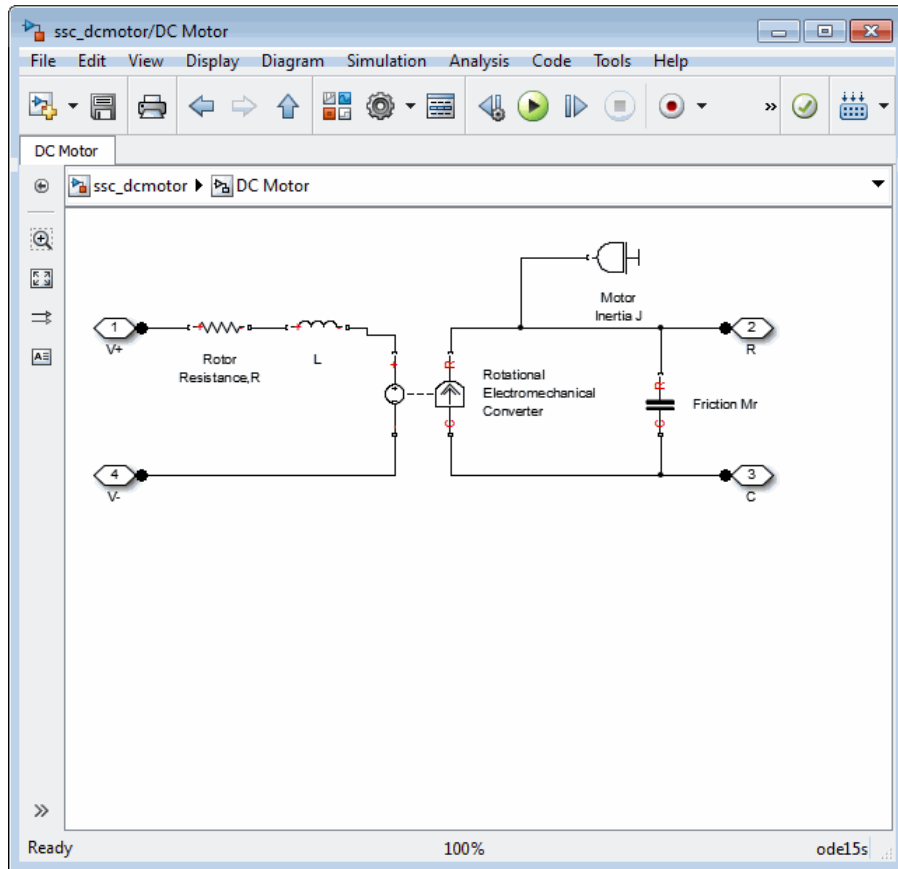 ssc_dcmotor/DC Motor
File Edit View Display Diagram Simulation Analysis Code Tools Help
»
DC Motor
ssc_dcmotor DC Motor
A
Motor
Inertia J
1
V+
+ -
Rotor
Resistance,R
+ -
L
+
R
C
Rotational
Electromechanical
Converter
2
R
R
C
Friction Mr
4
V-
3
C
»
Ready 100% ode15s